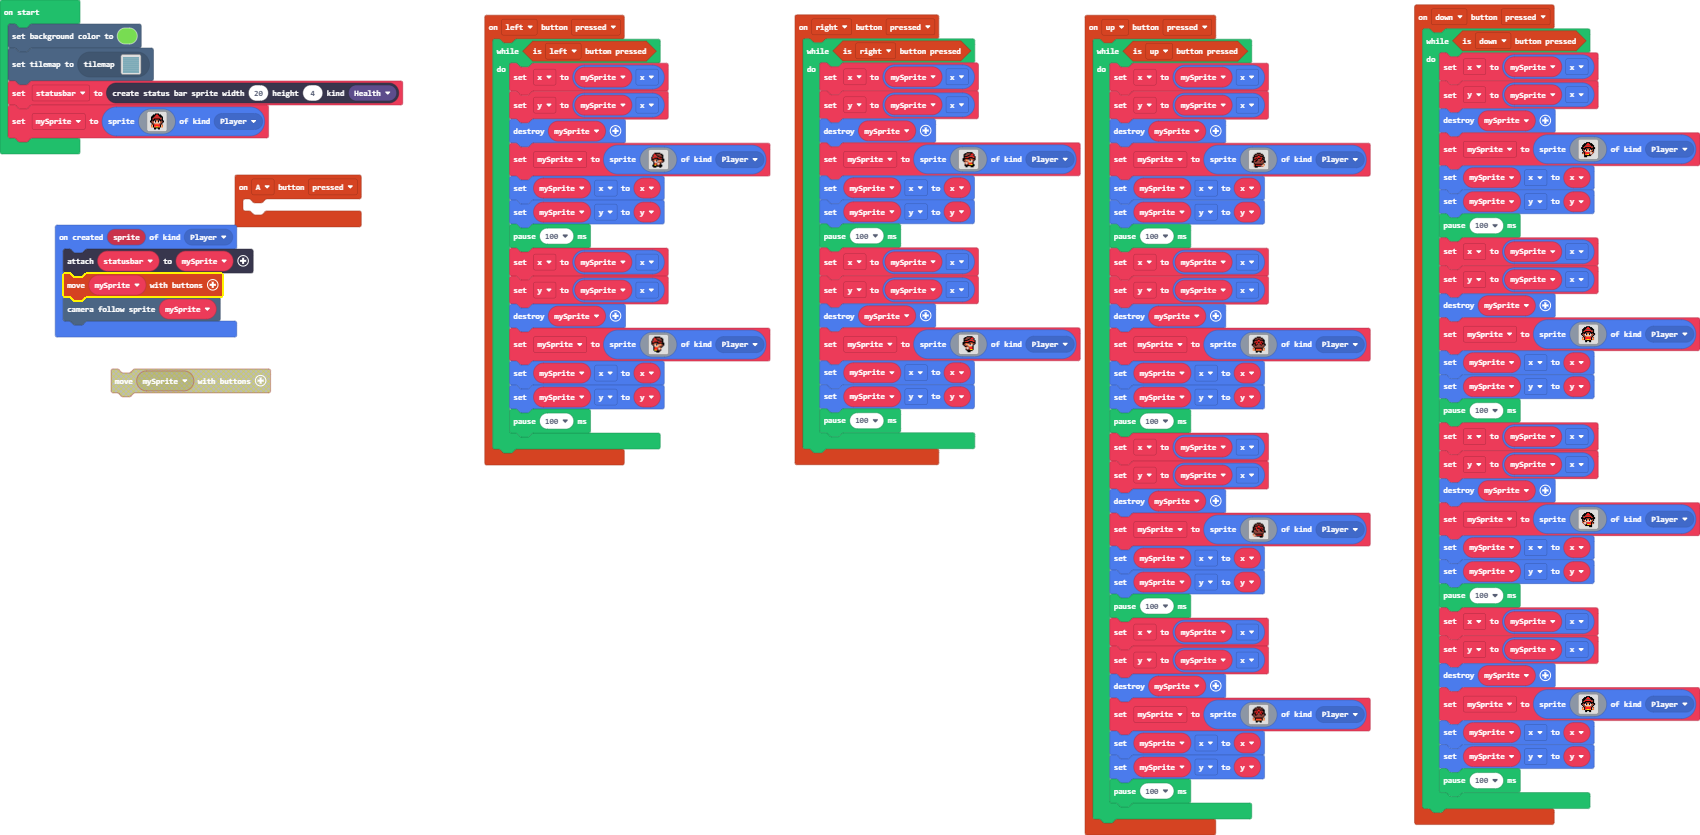 on start
set background color to
set tilemap to tilemap
set statusbar to create status bar sprite width 20 height 4 kind Health
set mySprite to sprite of kind Player
on A button pressed
on created sprite of kind Player
attach statusbar to mySprite
move mySprite with buttons
camera follow sprite mySprite
move mySprite with buttons
on left button pressed
while is left button pressed
do
set x to mySprite x
set y to mySprite x
destroy mySprite
set mySprite to sprite of kind Player
set mySprite x to x
set mySprite y to y
pause 100 ms
set x to mySprite x
set y to mySprite x
destroy mySprite
set mySprite to sprite of kind Player
set mySprite x to x
set mySprite y to y
pause 100 ms
on right button pressed
while is right button pressed
do
set x to mySprite x
set y to mySprite x
destroy mySprite
set mySprite to sprite of kind Player
set mySprite x to x
set mySprite y to y
pause 100 ms
set x to mySprite x
set y to mySprite x
destroy mySprite
set mySprite to sprite of kind Player
set mySprite x to x
set mySprite y to y
pause 100 ms
on up button pressed
while is up button pressed
do
set x to mySprite x
set y to mySprite x
destroy mySprite
set mySprite to sprite of kind Player
set mySprite x to x
set mySprite y to y
pause 100 ms
set x to mySprite x
set y to mySprite x
destroy mySprite
set mySprite to sprite of kind Player
set mySprite x to x
set mySprite y to y
pause 100 ms
set x to mySprite x
set y to mySprite x
destroy mySprite
set mySprite to sprite of kind Player
set mySprite x to x
set mySprite y to y
pause 100 ms
set x to mySprite x
set y to mySprite x
destroy mySprite
set mySprite to sprite of kind Player
set mySprite x to x
set mySprite y to y
pause 100 ms
on down button pressed
while is down button pressed
do
set x to mySprite x
set y to mySprite x
destroy mySprite
set mySprite to sprite of kind Player
set mySprite x to x
set mySprite y to y
pause 100 ms
set x to mySprite x
set y to mySprite x
destroy mySprite
set mySprite to sprite of kind Player
set mySprite x to x
set mySprite y to y
pause 100 ms
set x to mySprite x
set y to mySprite x
destroy mySprite
set mySprite to sprite of kind Player
set mySprite x to x
set mySprite y to y
pause 100 ms
set x to mySprite x
set y to mySprite x
destroy mySprite
set mySprite to sprite of kind Player
set mySprite x to x
set mySprite y to y
pause 100 ms